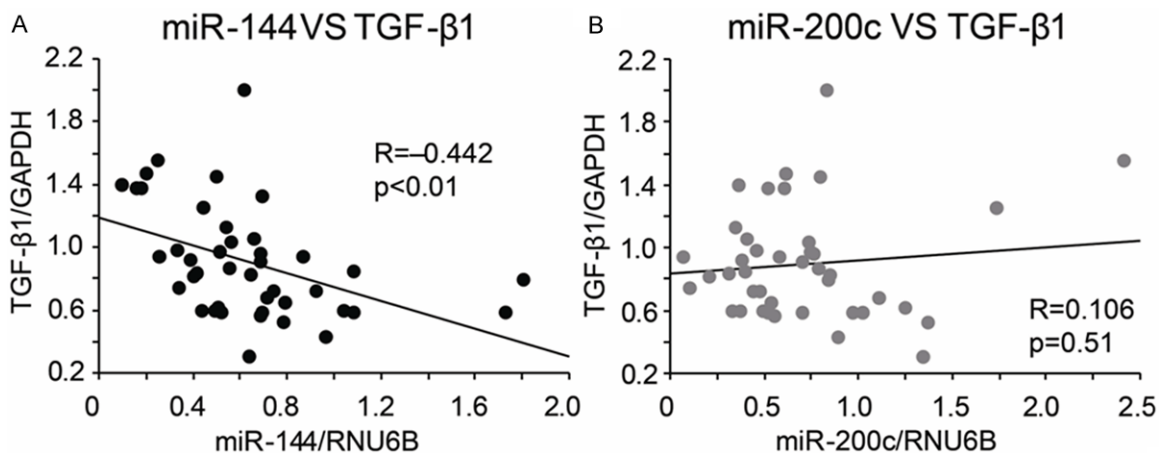 A
miR-144 VS TGF-β1
TGF-β1/GAPDH
2.2
1.8
1.4
1.0
0.6
0.2
R=–0.442
p<0.01
0 0.4 0.8 1.2 1.6 2.0
miR-144/RNU6B
B
miR-200c VS TGF-β1
TGF-β1/GAPDH
2.2
1.8
1.4
1.0
0.6
0.2
R=0.106
p=0.51
0 0.5 1.0 1.5 2.0 2.5
miR-200c/RNU6B